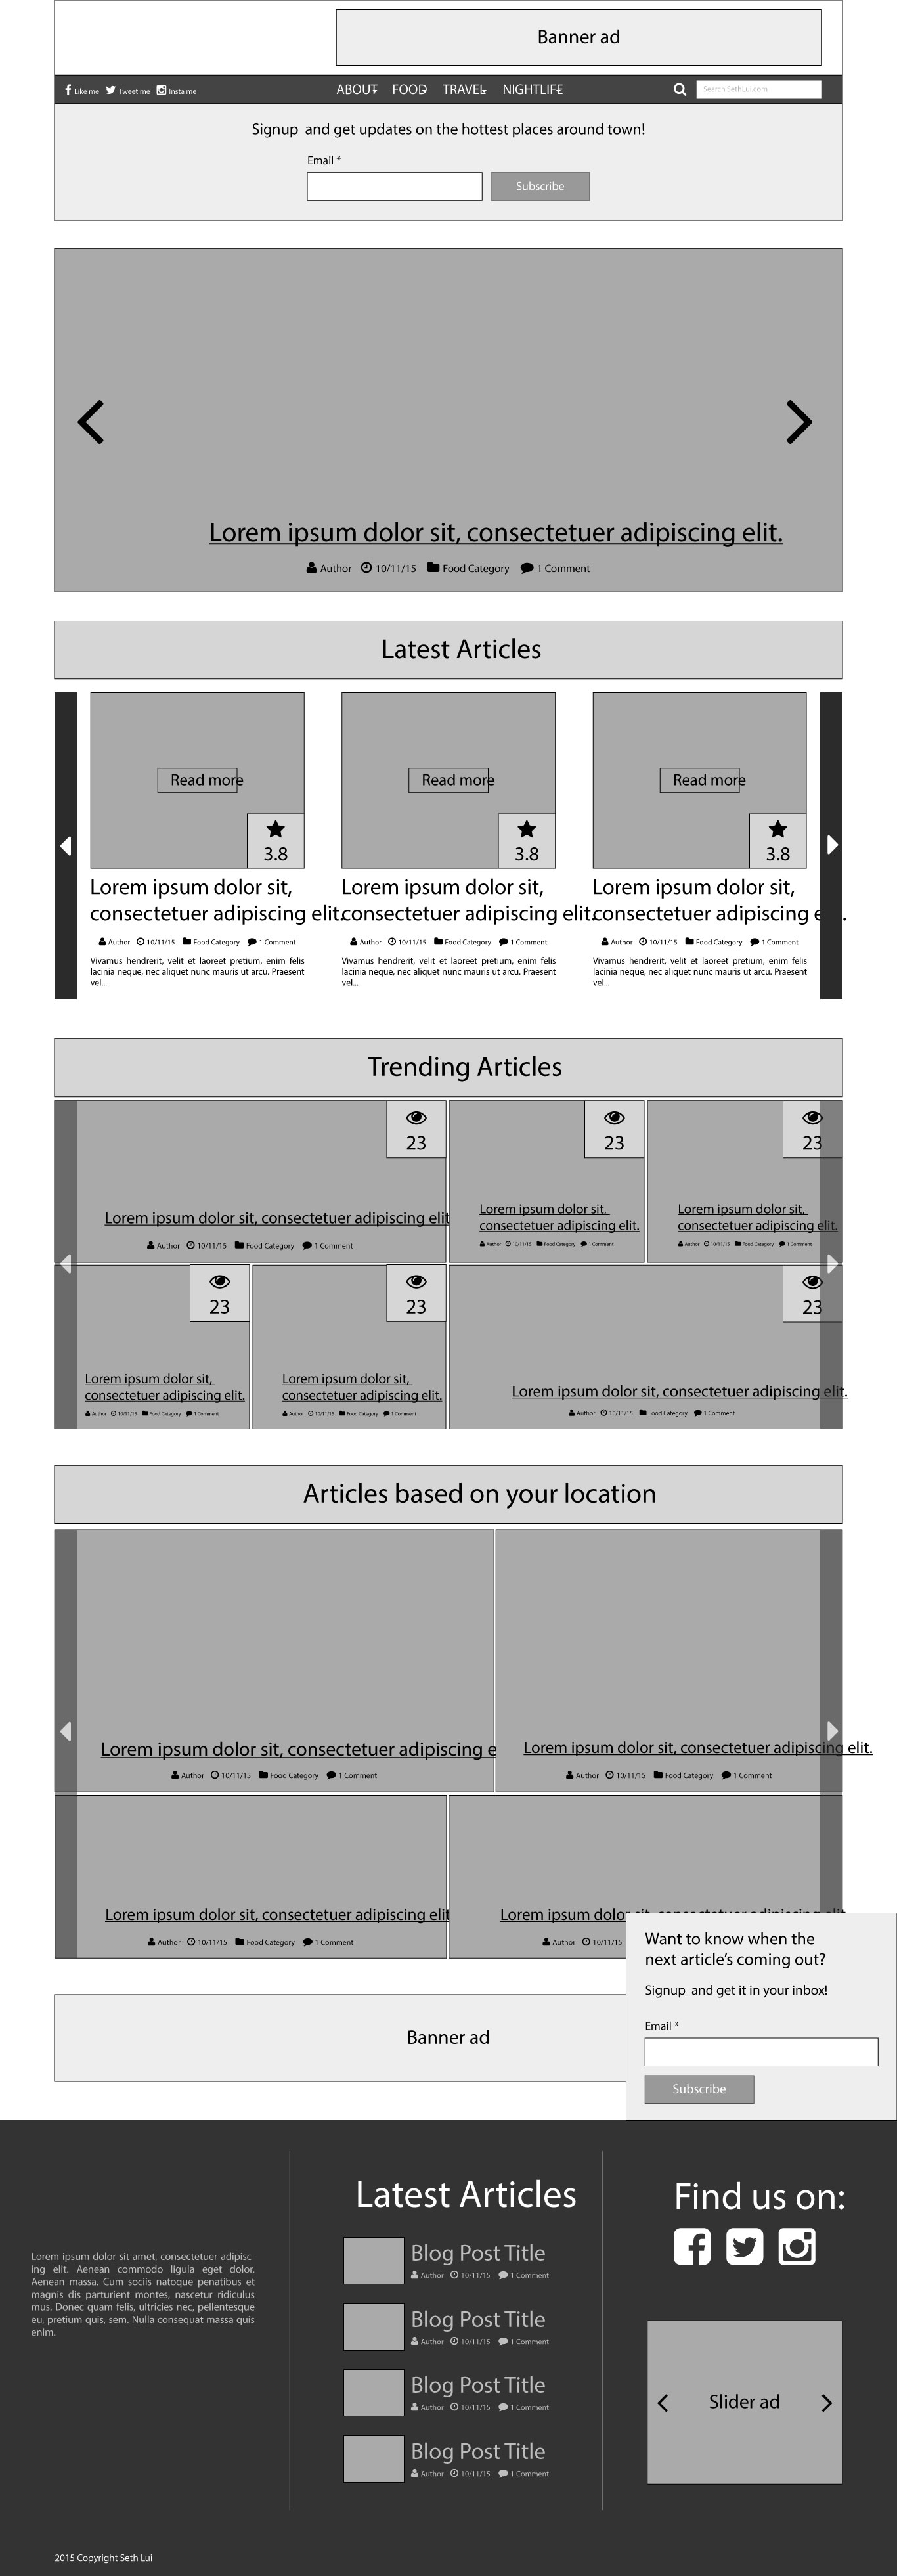 Banner ad
Like me Tweet me Insta me ABOUT FOOD TRAVEL NIGHTLIFE Search SethLui.com
Signup and get updates on the hottest places around town!
Email *
Subscribe
Lorem ipsum dolor sit, consectetuer adipiscing elit.
Author 10/11/15 Food Category 1 Comment
Latest Articles
Read more Read more Read more
3.8 3.8 3.8
Lorem ipsum dolor sit, Lorem ipsum dolor sit, Lorem ipsum dolor sit,
consectetuer adipiscing elit. consectetuer adipiscing elit. consectetuer adipiscing
Author 10/11/15 Food Category 1 Comment Author 10/11/15 Food Category 1 Comment Author 10/11/15 Food Category 1 Comment
Vivamus hendrerit, velit et laoreet pretium, enim felis Vivamus hendrerit, velit et laoreet pretium, enim felis Vivamus hendrerit, velit et laoreet pretium, enim felis
lacinia neque, nec aliquet nunc mauris ut arcu. Praesent lacinia neque, nec aliquet nunc mauris ut arcu. Praesent lacinia neque, nec aliquet nunc mauris ut arcu. Praesent
vel... vel... vel...
Trending Articles
23 23 23
Lorem ipsum dolor sit, consectetuer adipiscing elit
Author 10/11/15 Food Category 1 Comment
Lorem ipsum dolor sit,
consectetuer adipiscing elit.
Author 10/11/15 Food Category 1 Comment
Lorem ipsum dolor sit,
consectetuer adipiscing elit.
Author 10/11/15 Food Category 1 Comment
23 23 23
Lorem ipsum dolor sit,
consectetuer adipiscing elit.
Author 10/11/15 Food Category 1 Comment
Lorem ipsum dolor sit,
consectetuer adipiscing elit.
Author 10/11/15 Food Category 1 Comment
Lorem ipsum dolor sit, consectetuer adipiscing elit.
Author 10/11/15 Food Category 1 Comment
Articles based on your location
Lorem ipsum dolor sit, consectetuer adipiscing e
Author 10/11/15 Food Category 1 Comment
Lorem ipsum dolor sit, consectetuer adipiscing elit.
Author 10/11/15 Food Category 1 Comment
Lorem ipsum dolor sit, consectetuer adipiscing elit
Author 10/11/15 Food Category 1 Comment
Lorem ipsum dolo
Author 10/11/15
Want to know when the
next article's coming out?
Signup and get it in your inbox!
Email *
Subscribe
Banner ad
Lorem ipsum dolor sit amet, consectetuer adipisc-
ing elit. Aenean commodo ligula eget dolor.
Aenean massa. Cum sociis natoque penatibus et
magnis dis parturient montes, nascetur ridiculus
mus. Donec quam felis, ultricies nec, pellentesque
eu, pretium quis, sem. Nulla consequat massa quis
enim.
Latest Articles
Blog Post Title
Author 10/11/15 1 Comment
Blog Post Title
Author 10/11/15 1 Comment
Blog Post Title
Author 10/11/15 1 Comment
Blog Post Title
Author 10/11/15 1 Comment
Find us on:
Slider ad
2015 Copyright Seth Lui